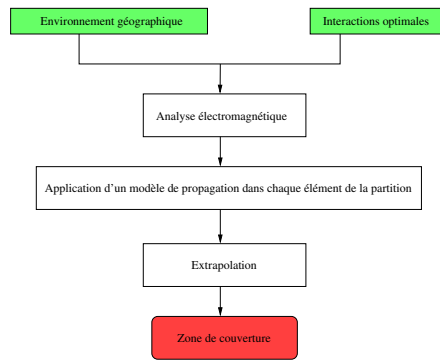 Environnement géographique
Interactions optimales
Analyse électromagnétique
Application d'un modèle de propagation dans chaque élément de la partition
Extrapolation
Zone de couverture